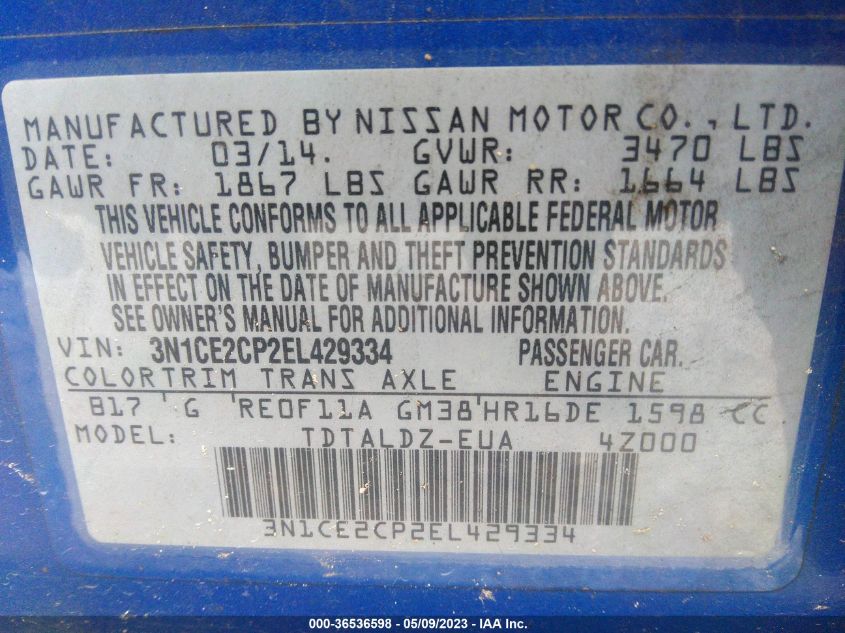 MANUFACTURED BY NISSAN MOTOR CO., LTD.
DATE: 03/14. GVWR: 3470 LBS
GAWR FR: 1867 LBS GAWR RR: 1664 LBS
THIS VEHICLE CONFORMS TO ALL APPLICABLE FEDERAL MOTOR
VEHICLE SAFETY, BUMPER AND THEFT PREVENTION STANDARDS
IN EFFECT ON THE DATE OF MANUFACTURE SHOWN ABOVE.
SEE OWNER'S MANUAL FOR ADDITIONAL INFORMATION.
VIN: 3N1CE2CP2EL429334 PASSENGER CAR.
COLOR TRIM TRANS AXLE ENGINE
B17 G RE0F11A GM38 HR16DE 1598 CC
MODEL: TDTALDZ-EUA 4Z000
3N1CE2CP2EL429334
000-36536598 - 05/09/2023 - IAA Inc.